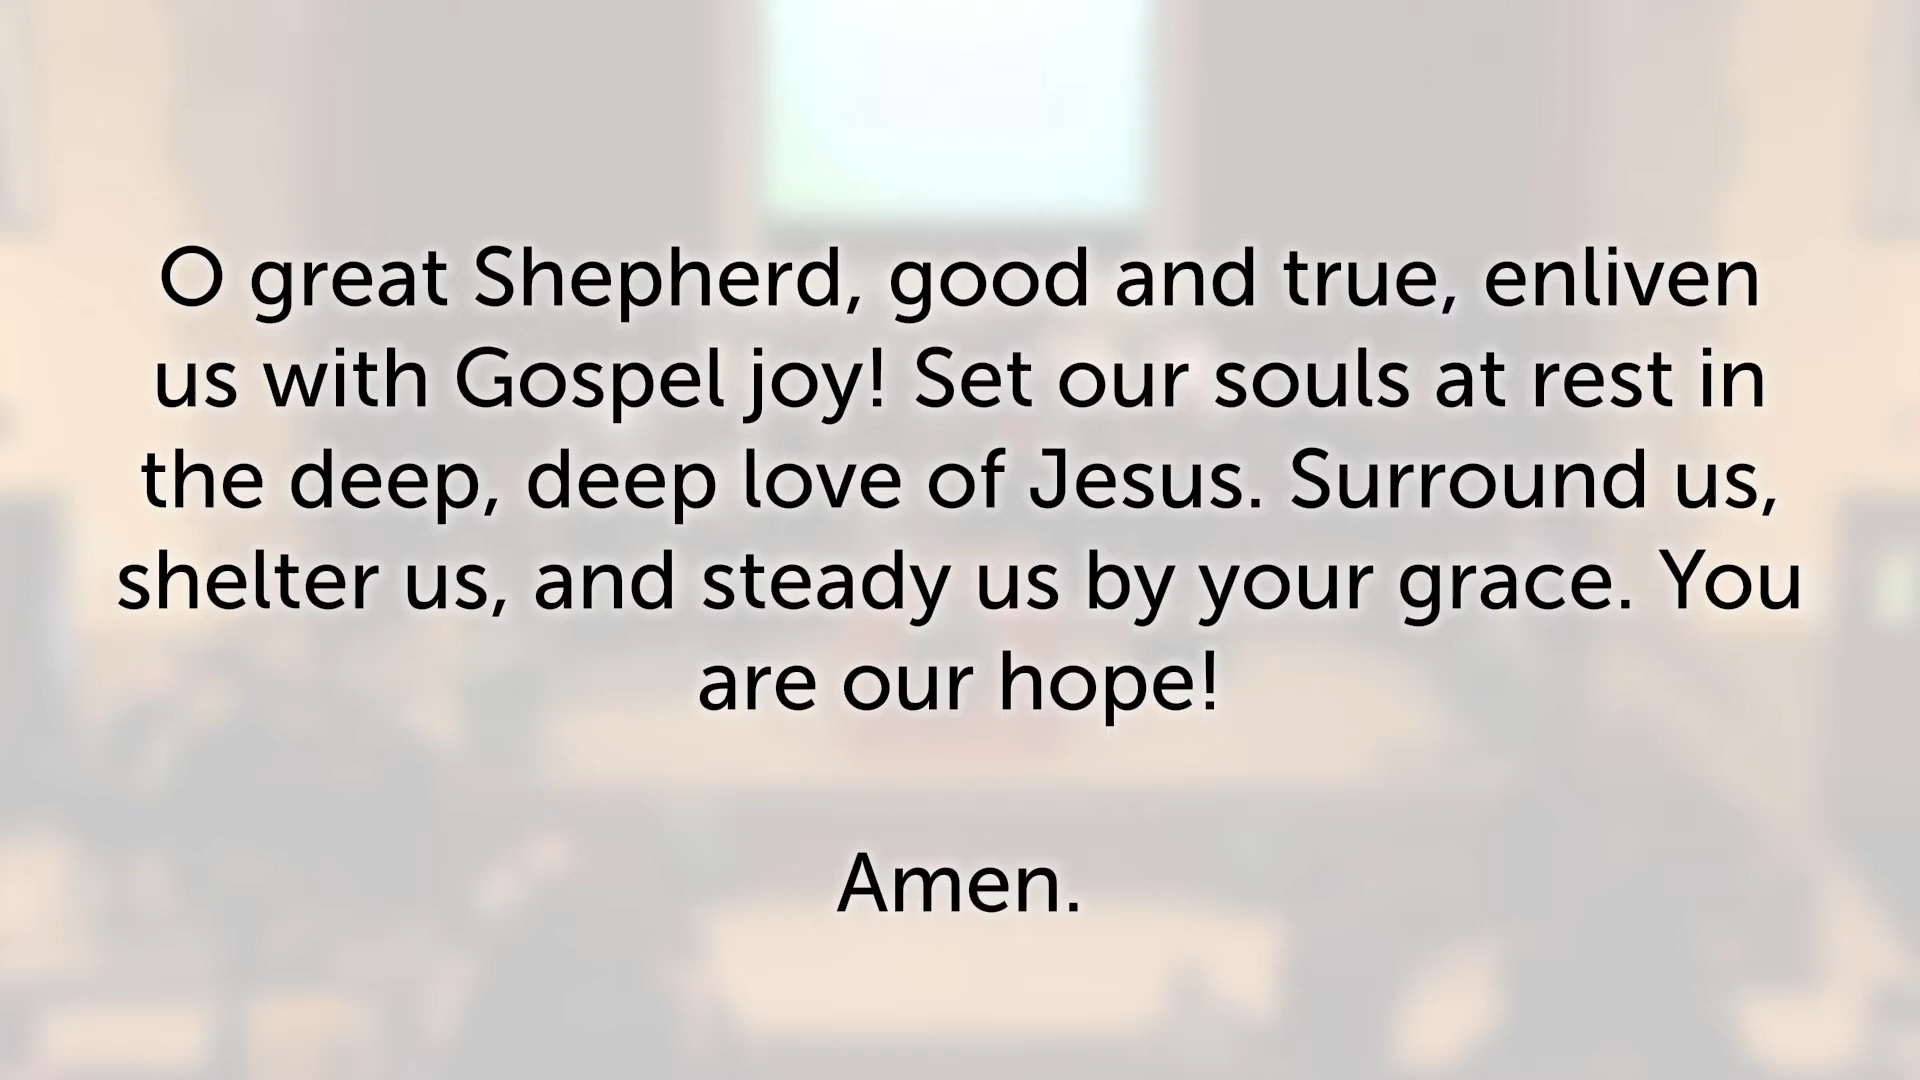 O great Shepherd, good and true, enliven
us with Gospel joy! Set our souls at rest in
the deep, deep love of Jesus. Surround us,
shelter us, and steady us by your grace. You
are our hope!
Amen.